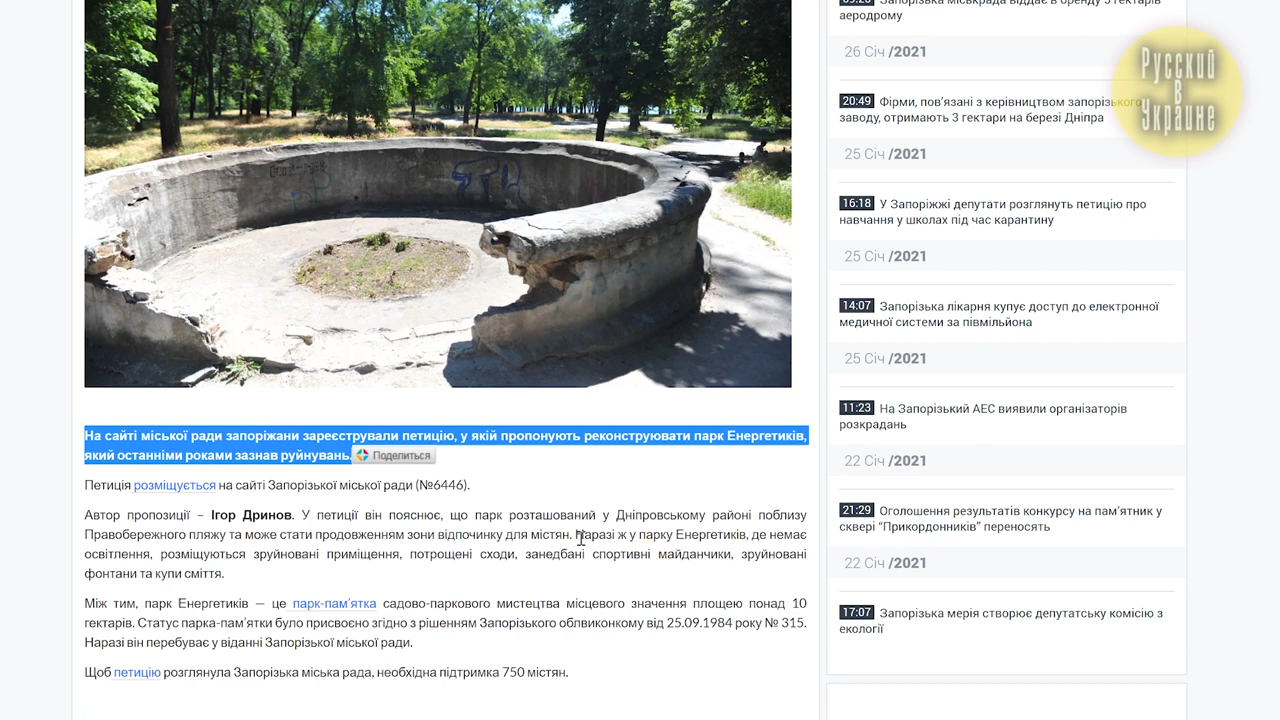 На сайті міської ради запоріжани зареєстрували петицію, у якій пропонують реконструювати парк Енергетиків,
який останніми роками зазнав руйнувань.
Поделиться
Петиція розміщується на сайті Запорізької міської ради (№6446).
Автор пропозиції – Ігор Дринов. У петиції він пояснює, що парк розташований у Дніпровському районі поблизу
Правобережного пляжу та може стати продовженням зони відпочинку для містян. Наразі ж у парку Енергетиків, де немає
освітлення, розміщуються зруйновані приміщення, потрощені сходи, занедбані спортивні майданчики, зруйновані
фонтани та купи сміття.
Між тим, парк Енергетиків — це парк-пам'ятка садово-паркового мистецтва місцевого значення площею понад 10
гектарів. Статус парка-пам'ятки було присвоєно згідно з рішенням Запорізького облвиконкому від 25.09.1984 року № 315.
Наразі він перебуває у віданні Запорізької міської ради.
Щоб петицію розглянула Запорізька міська рада, необхідна підтримка 750 містян.
09:20 Запорізька міськрада віддає в оренду 3 гектарів
аеродрому
26 Січ /2021
20:49 Фірми, пов'язані з керівництвом запорізького
заводу, отримають 3 гектари на березі Дніпра
25 Січ /2021
16:18 У Запоріжжі депутати розглянуть петицію про
навчання у школах під час карантину
25 Січ /2021
14:07 Запорізька лікарня купує доступ до електронної
медичної системи за півмільйона
25 Січ /2021
11:23 На Запорізький АЕС виявили організаторів
розкрадань
22 Січ /2021
21:29 Оголошення результатів конкурсу на пам'ятник у
сквері "Прикордонників" переносять
22 Січ /2021
17:07 Запорізька мерія створює депутатську комісію з
екології
Русский
в
Украине